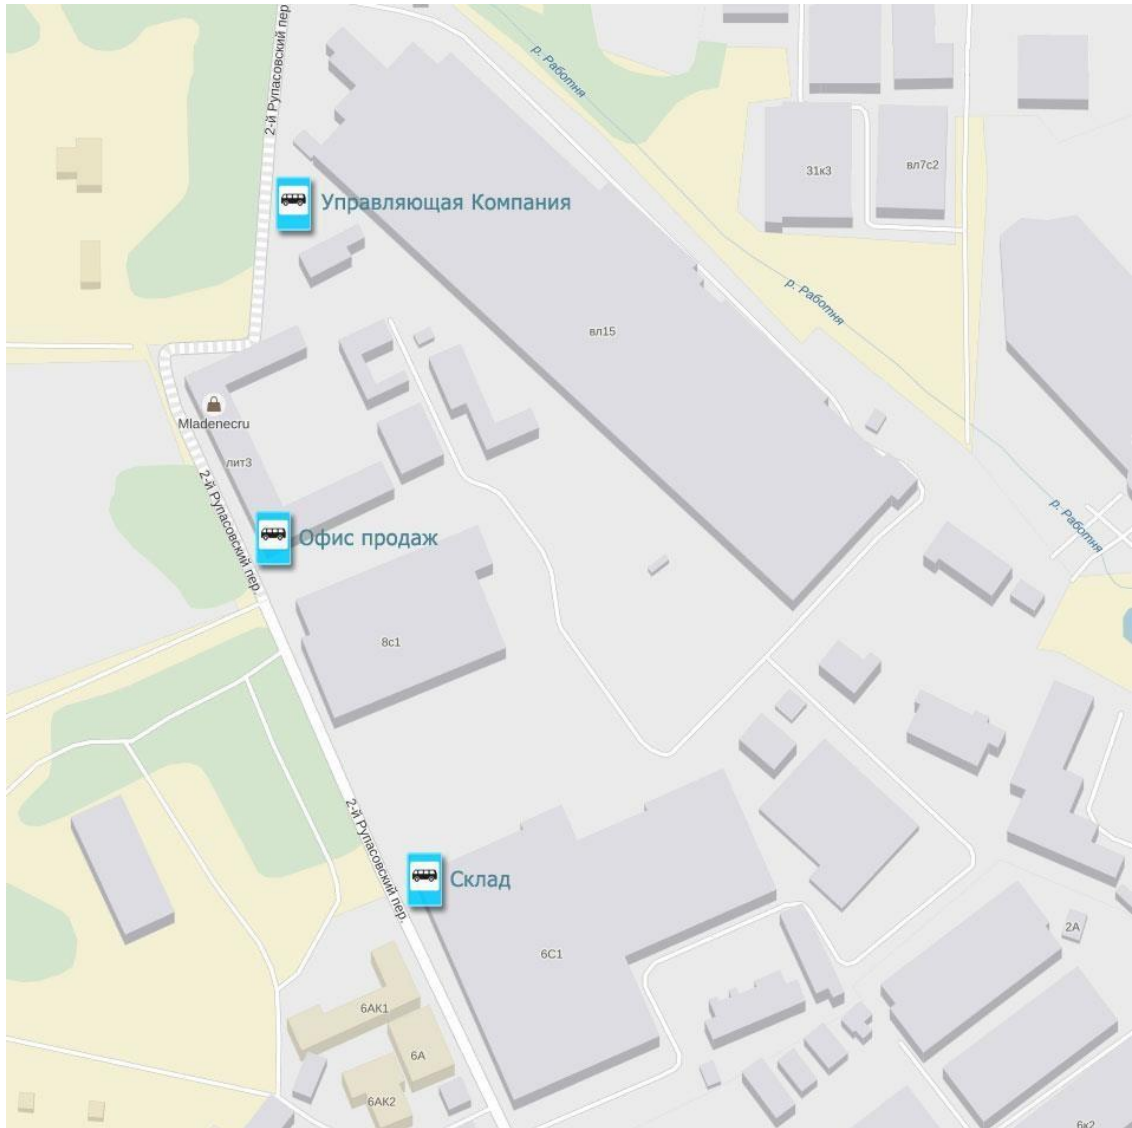 2-й Рупасовский пер
р. Работня
31к3
вл7с2
Управляющая Компания
р. Работня
вл15
Mladenecru
лит3
2-й Рупасовский пер.
р. Работня
Офис продаж
8с1
2-й Рупасовский пер.
Склад
2А
6С1
6АК1
6А
6АК2
6к2